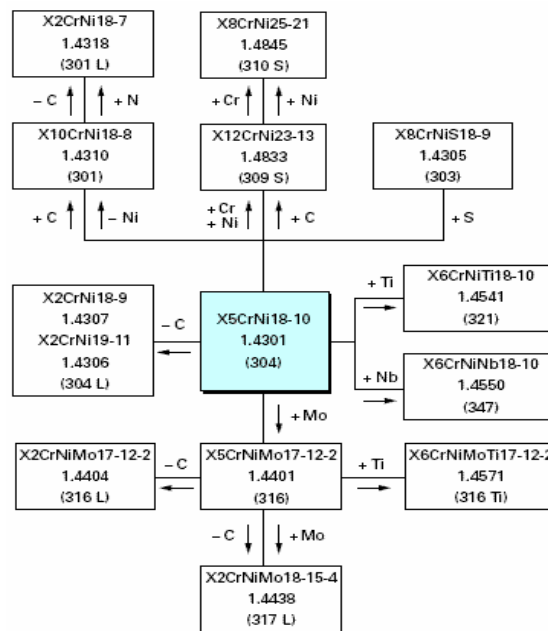 X2CrNi18-7
1.4318
(301 L)
X8CrNi25-21
1.4845
(310 S)
– C
+ N
+Cr
+ Ni
X10CrNi18-8
1.4310
(301)
X12CrNi23-13
1.4833
(309 S)
X8CrNiS18-9
1.4305
(303)
+ C
– Ni
+Cr
+ Ni
+ C
+ S
X2CrNi18-9
1.4307
X2CrNi19-11
1.4306
(304 L)
– C
X5CrNi18-10
1.4301
(304)
+ Ti
X6CrNiTi18-10
1.4541
(321)
+ Nb
X6CrNiNb18-10
1.4550
(347)
+ Mo
X2CrNiMo17-12-2
1.4404
(316 L)
– C
X5CrNiMo17-12-2
1.4401
(316)
+ Ti
X6CrNiMoTi17-12-2
1.4571
(316 Ti)
– C
+ Mo
X2CrNiMo18-15-4
1.4438
(317 L)